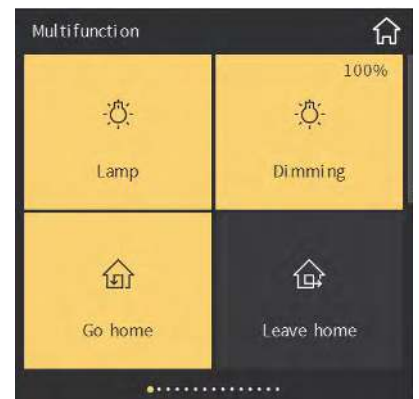 Multifunction
100%
Lamp
Dimming
Go home
Leave home